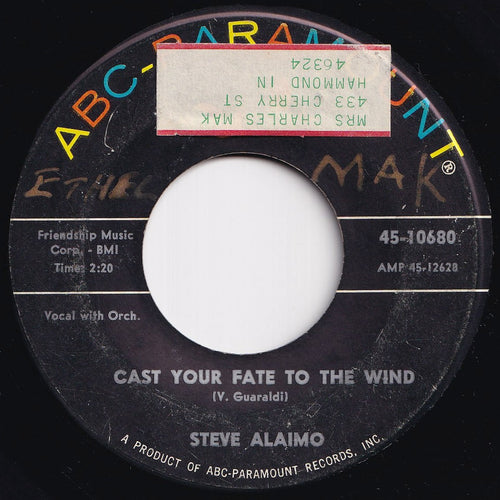 ABC-PARAMOUNT®
MRS CHARLES MAK
433 CHERRY ST
HAMMOND IN
46324
ETHEL
MAK
Friendship Music
Corp. - BMI
Time: 2:20
45-10680
AMP 45-12628
Vocal with Orch.
CAST YOUR FATE TO THE WIND
(V. Guaraldi)
STEVE ALAIMO
A PRODUCT OF ABC-PARAMOUNT RECORDS, INC.